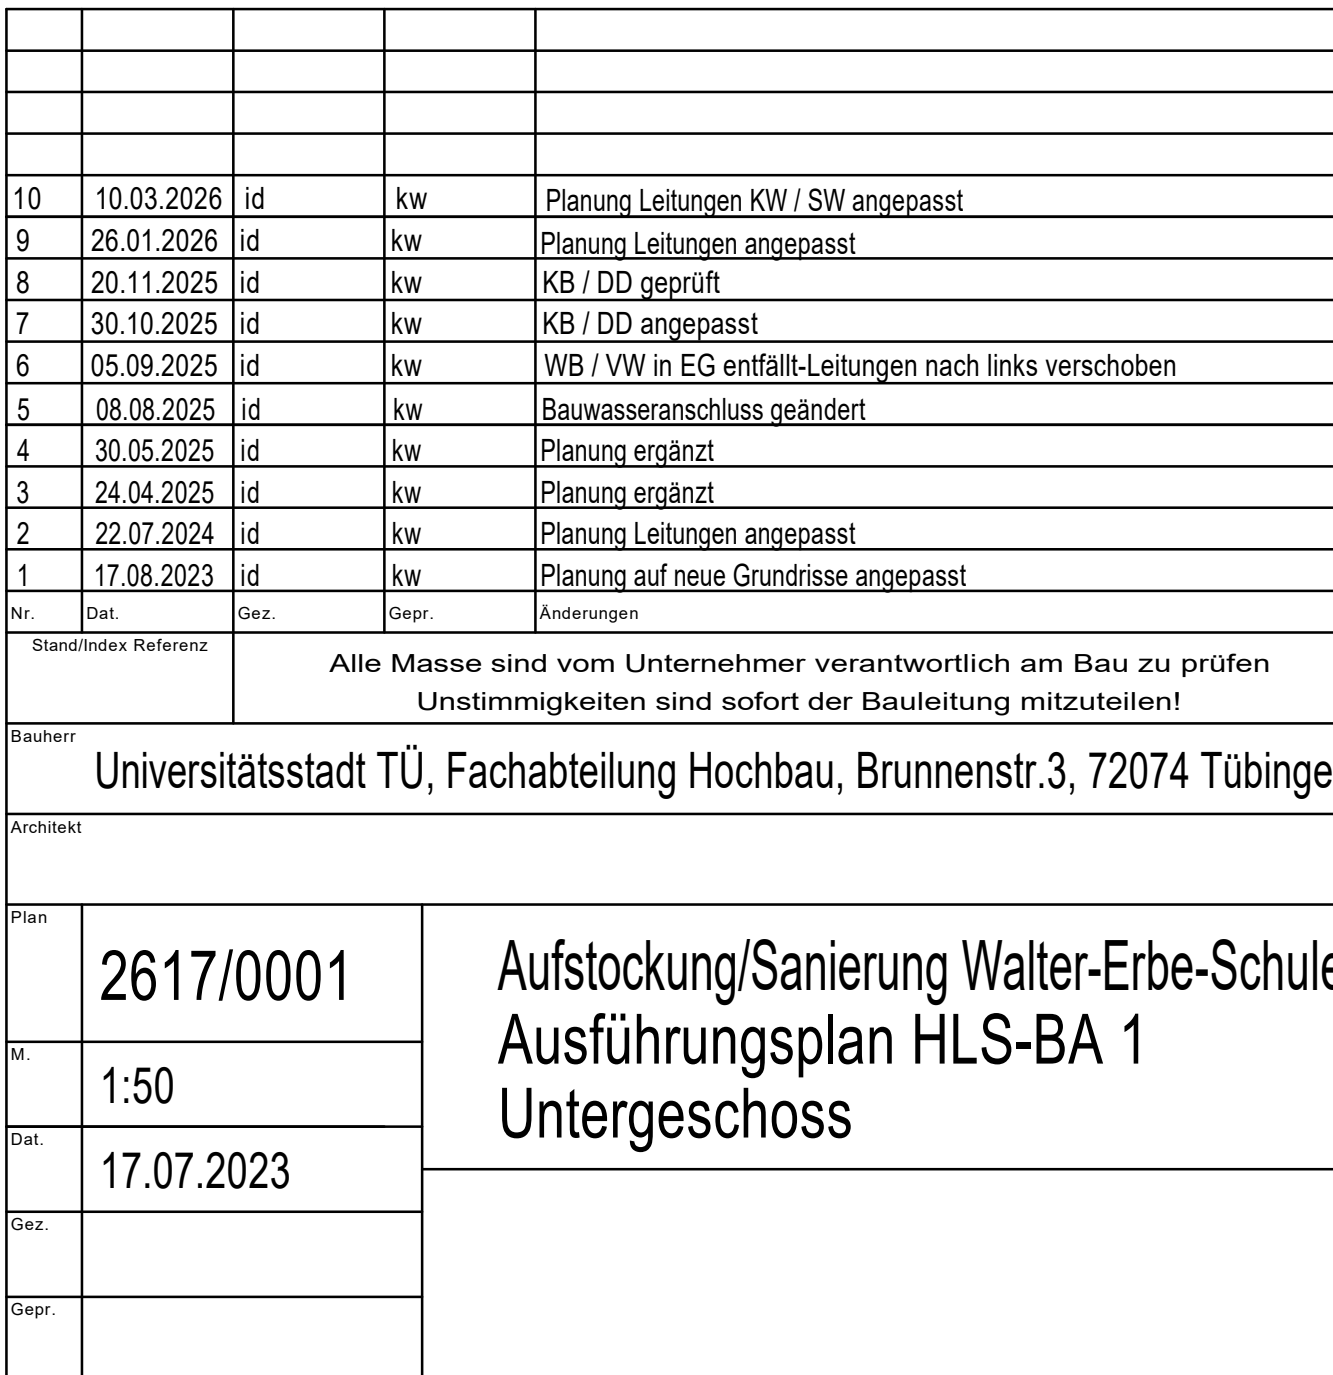 10 10.03.2026 id kw Planung Leitungen KW / SW angepasst
9 26.01.2026 id kw Planung Leitungen angepasst
8 20.11.2025 id kw KB / DD geprüft
7 30.10.2025 id kw KB / DD angepasst
6 05.09.2025 id kw WB / VW in EG entfällt-Leitungen nach links verschoben
5 08.08.2025 id kw Bauwasseranschluss geändert
4 30.05.2025 id kw Planung ergänzt
3 24.04.2025 id kw Planung ergänzt
2 22.07.2024 id kw Planung Leitungen angepasst
1 17.08.2023 id kw Planung auf neue Grundrisse angepasst
Nr. Dat. Gez. Gepr. Änderungen
Stand/Index Referenz
Alle Masse sind vom Unternehmer verantwortlich am Bau zu prüfen
Unstimmigkeiten sind sofort der Bauleitung mitzuteilen!
Bauherr
Universitätsstadt TÜ, Fachabteilung Hochbau, Brunnenstr.3, 72074 Tübinge
Architekt
Plan
2617/0001
Aufstockung/Sanierung Walter-Erbe-Schule
Ausführungsplan HLS-BA 1
Untergeschoss
M.
1:50
Dat.
17.07.2023
Gez.
Gepr.